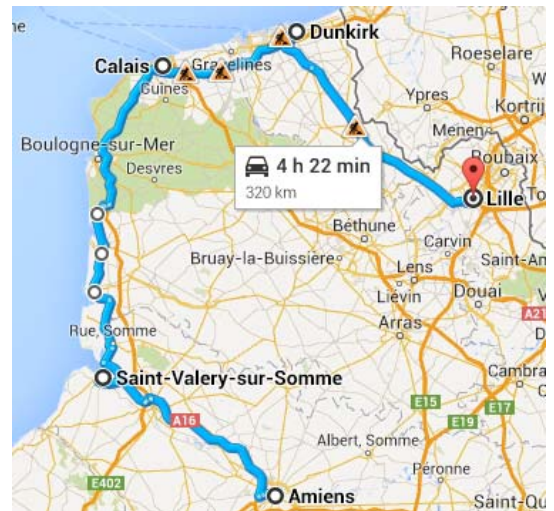 ne
Dunkirk
Calais
Gravelines
Roeselare
Guînes
Ypres
Kortrij
Menen
Boulogne-sur-Mer
Desvres
Roubaix
4 h 22 min
320 km
Lille
To
Béthune
Carvin
Bruay-la-Buissière
Lens
Saint-Am
Liévin
Douai
A21
Rue, Somme
Arras
Saint-Valery-sur-Somme
Cambra
E15
E17
A16
E19
Albert, Somme
Péronne
E402
Amiens
Saint-Qu